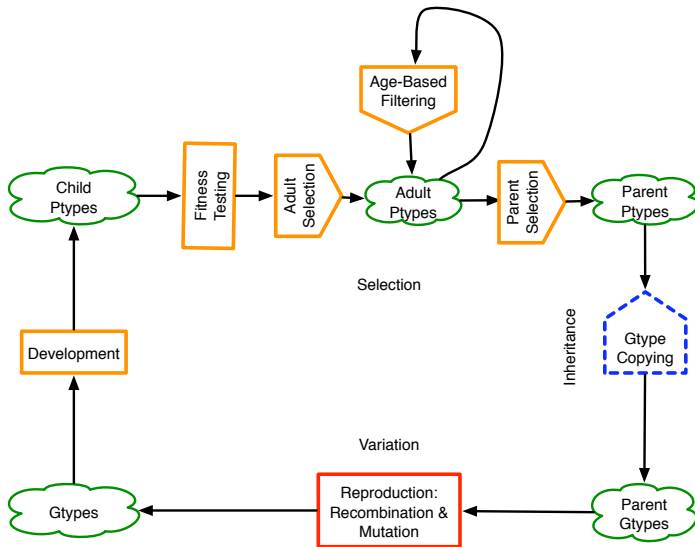 Age-Based
Filtering
Child
Ptypes
Fitness
Testing
Adult
Selection
Adult
Ptypes
Parent
Selection
Parent
Ptypes
Selection
Inheritance
Gtype
Copying
Development
Variation
Gtypes
Reproduction:
Recombination &
Mutation
Parent
Gtypes